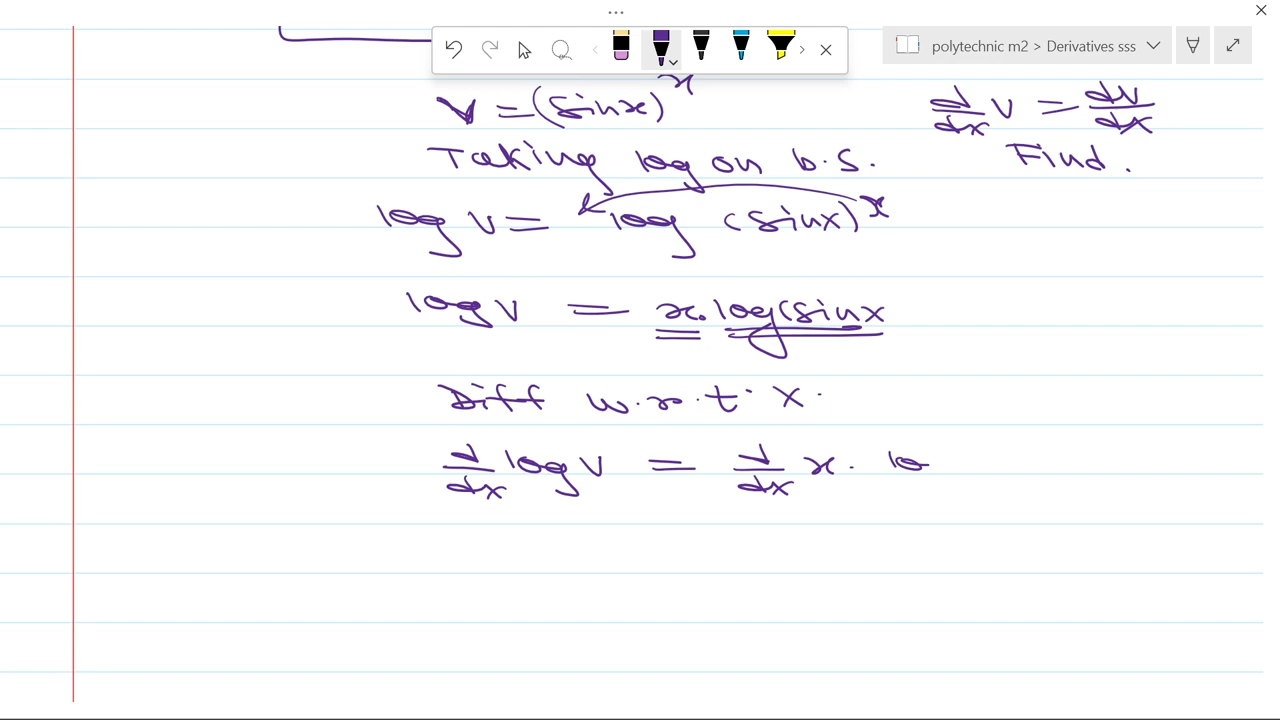 polytechnic m2 > Derivatives sss
V = (sinx)^x
d/dx V = dV/dx
Taking log on b.s.
Find.
log V = log (sinx)^x
log V = x. log(sinx
Diff w.r.t. x.
d/dx log V = d/dx x. lo